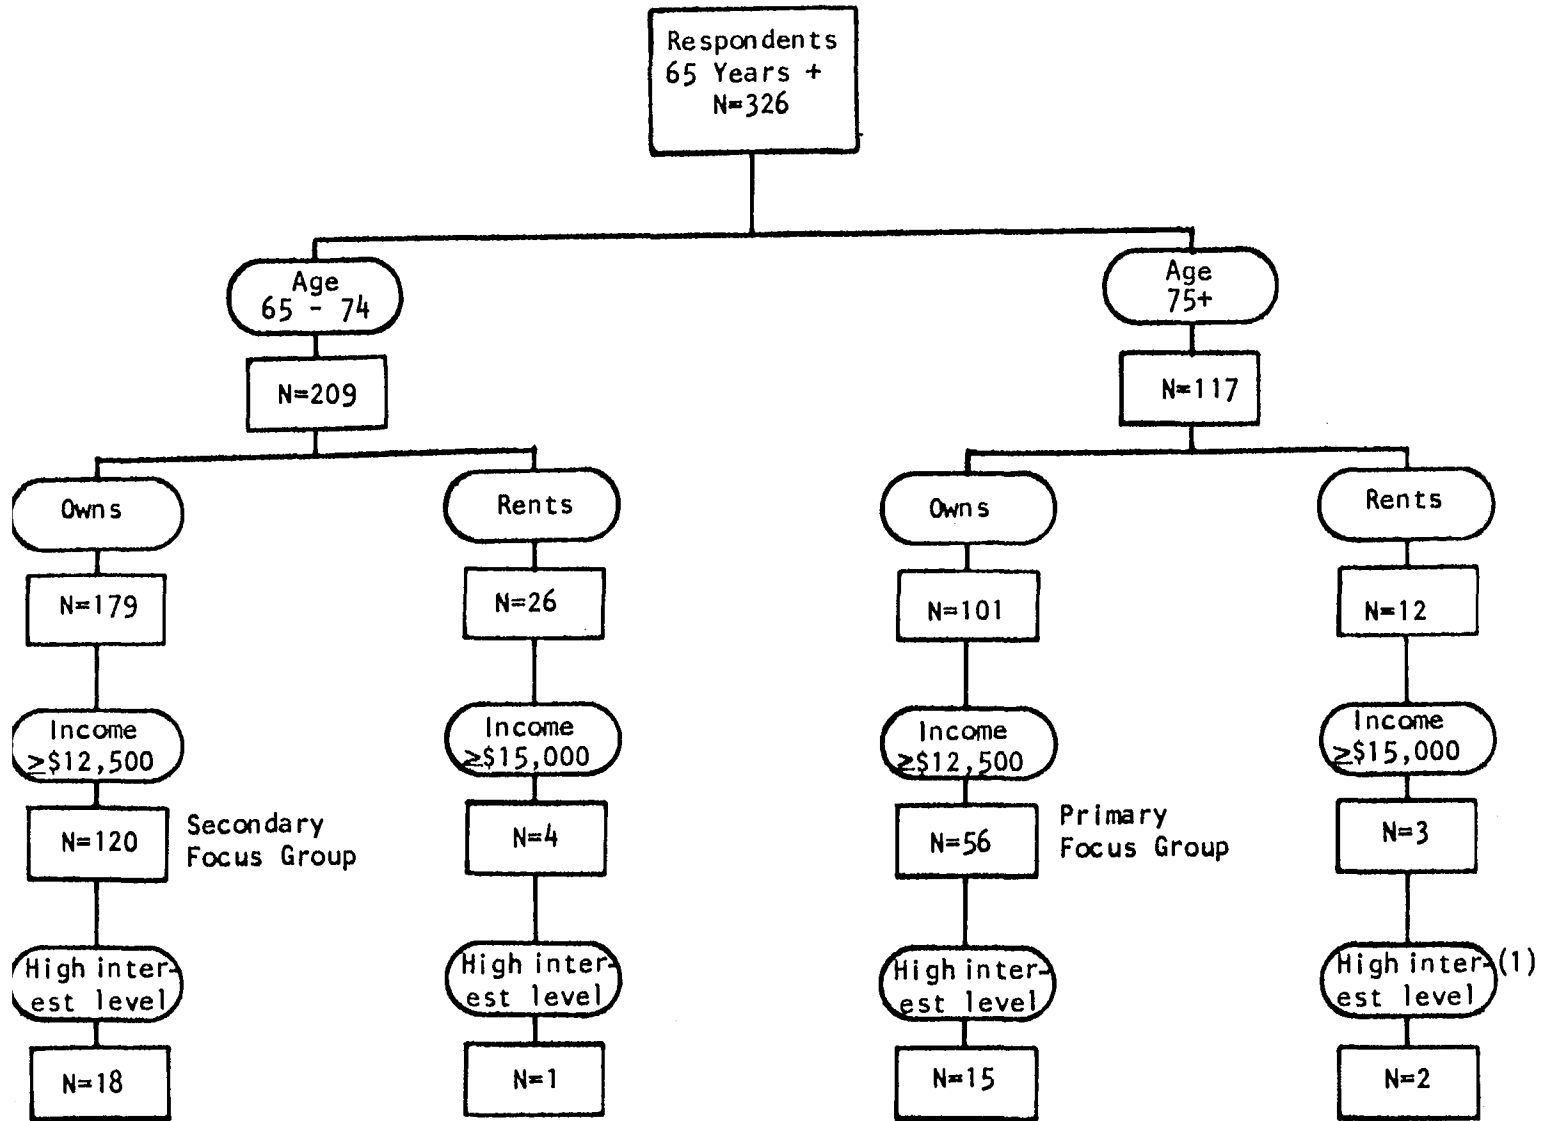 Respondents
65 Years +
N=326
Age
65 - 74
Age
75+
N=209
N=117
Owns
Rents
Owns
Rents
N=179
N=26
N=101
N=12
Income
≥$12,500
Income
≥$15,000
Income
≥$12,500
Income
≥$15,000
N=120
Secondary
Focus Group
N=4
N=56
Primary
Focus Group
N=3
High inter-
est level
High inter-
est level
High inter-
est level
High inter-(1)
est level
N=18
N=1
N=15
N=2